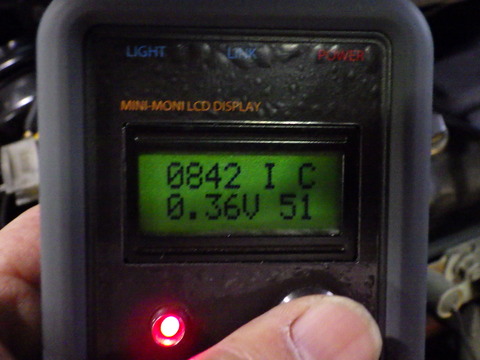 LIGHT LINK POWER
MINI-MONI LCD DISPLAY
0842 I C
0.36V 51